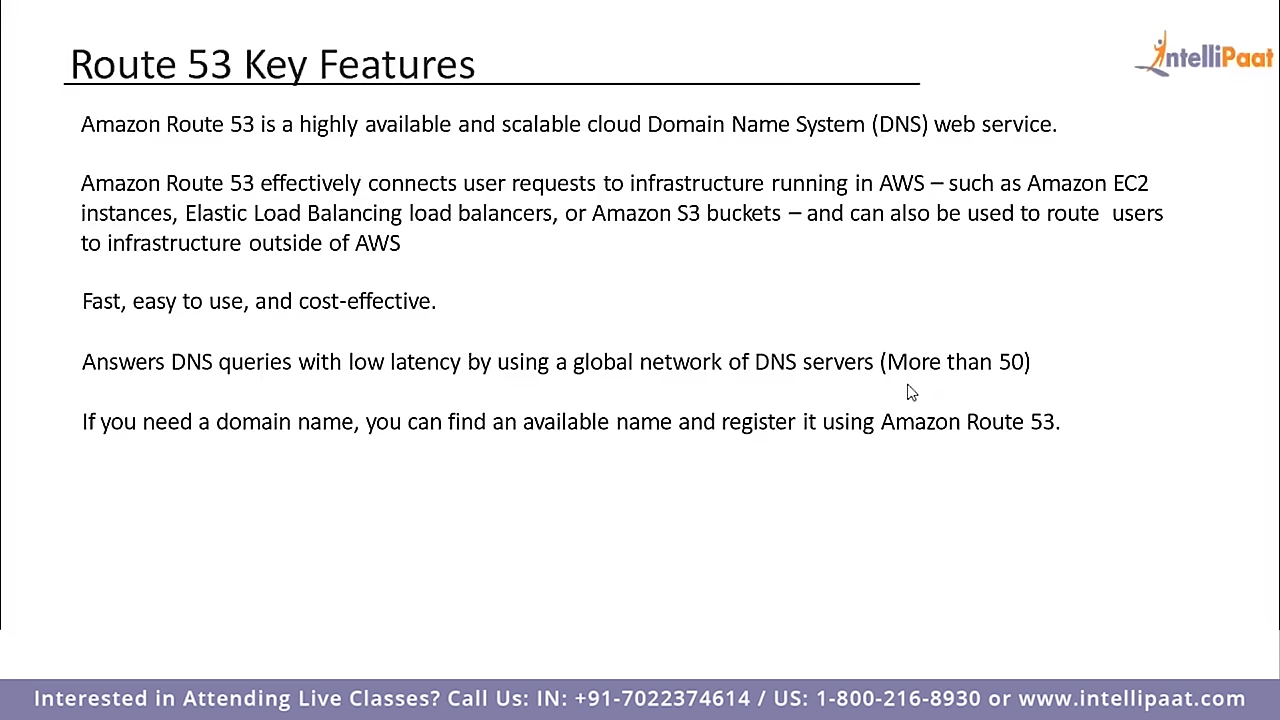 Route 53 Key Features
IntelliPaat
Amazon Route 53 is a highly available and scalable cloud Domain Name System (DNS) web service.
Amazon Route 53 effectively connects user requests to infrastructure running in AWS – such as Amazon EC2
instances, Elastic Load Balancing load balancers, or Amazon S3 buckets – and can also be used to route users
to infrastructure outside of AWS
Fast, easy to use, and cost-effective.
Answers DNS queries with low latency by using a global network of DNS servers (More than 50)
If you need a domain name, you can find an available name and register it using Amazon Route 53.
Interested in Attending Live Classes? Call Us: IN: +91-7022374614 / US: 1-800-216-8930 or www.intellipaat.com